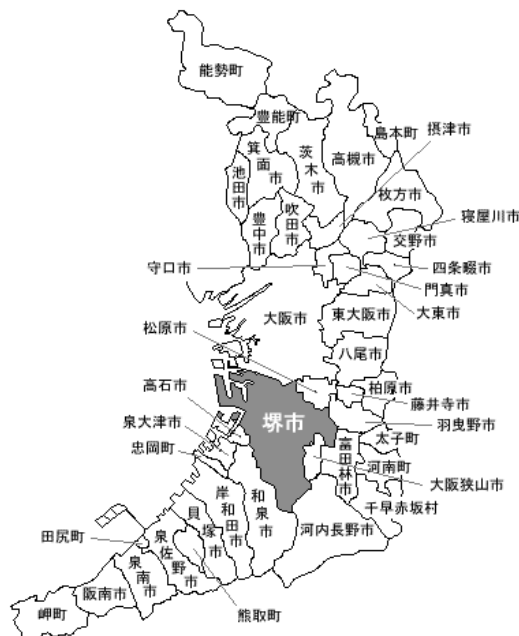 能勢町
豊能町
島本町
摂津市
茨木市
高槻市
箕面市
池田市
枚方市
吹田市
豊中市
寝屋川市
交野市
守口市
四条畷市
門真市
大東市
大阪市
東大阪市
松原市
八尾市
柏原市
高石市
藤井寺市
堺市
羽曳野市
泉大津市
太子町
忠岡町
富田林市
河南町
大阪狭山市
岸和田市
和泉市
千早赤坂村
貝塚市
河内長野市
田尻町
泉佐野市
泉南市
阪南市
熊取町
岬町